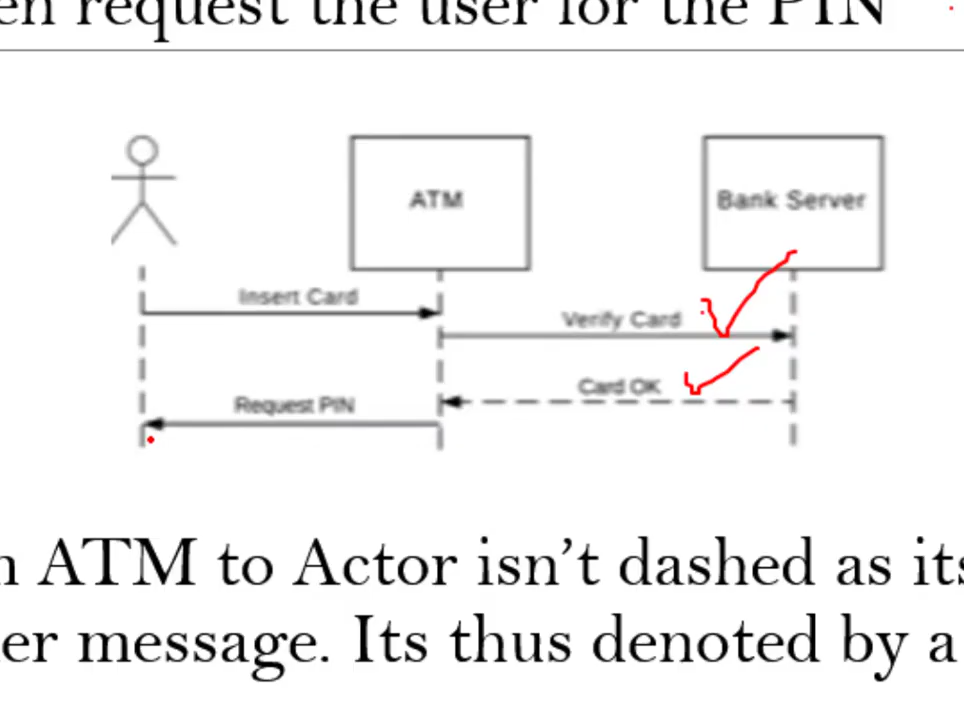 en request the user for the PIN
ATM
Bank Server
Insert Card
Verify Card
Card OK
Request PIN
ATM to Actor isn't dashed as its
er message. Its thus denoted by a